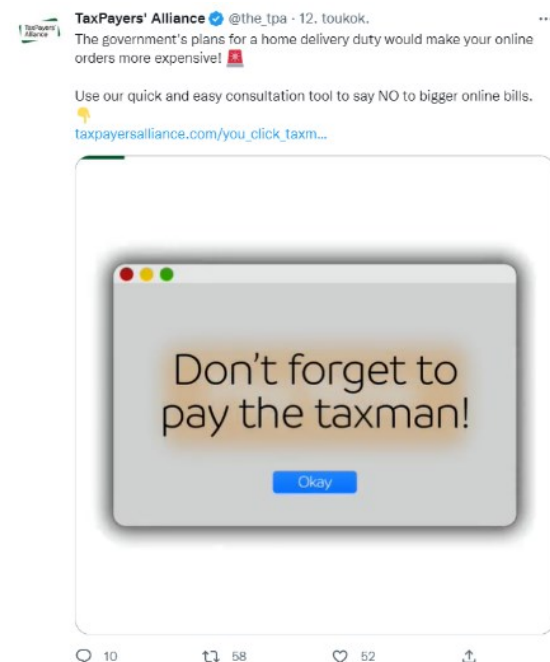 TaxPayers' Alliance @the_tpa · 12. toukok.
TaxPayers'
Alliance
The government's plans for a home delivery duty would make your online
orders more expensive! 🚨
Use our quick and easy consultation tool to say NO to bigger online bills.
👇
taxpayersalliance.com/you_click_taxm...
Don't forget to
pay the taxman!
Okay
10 58 52